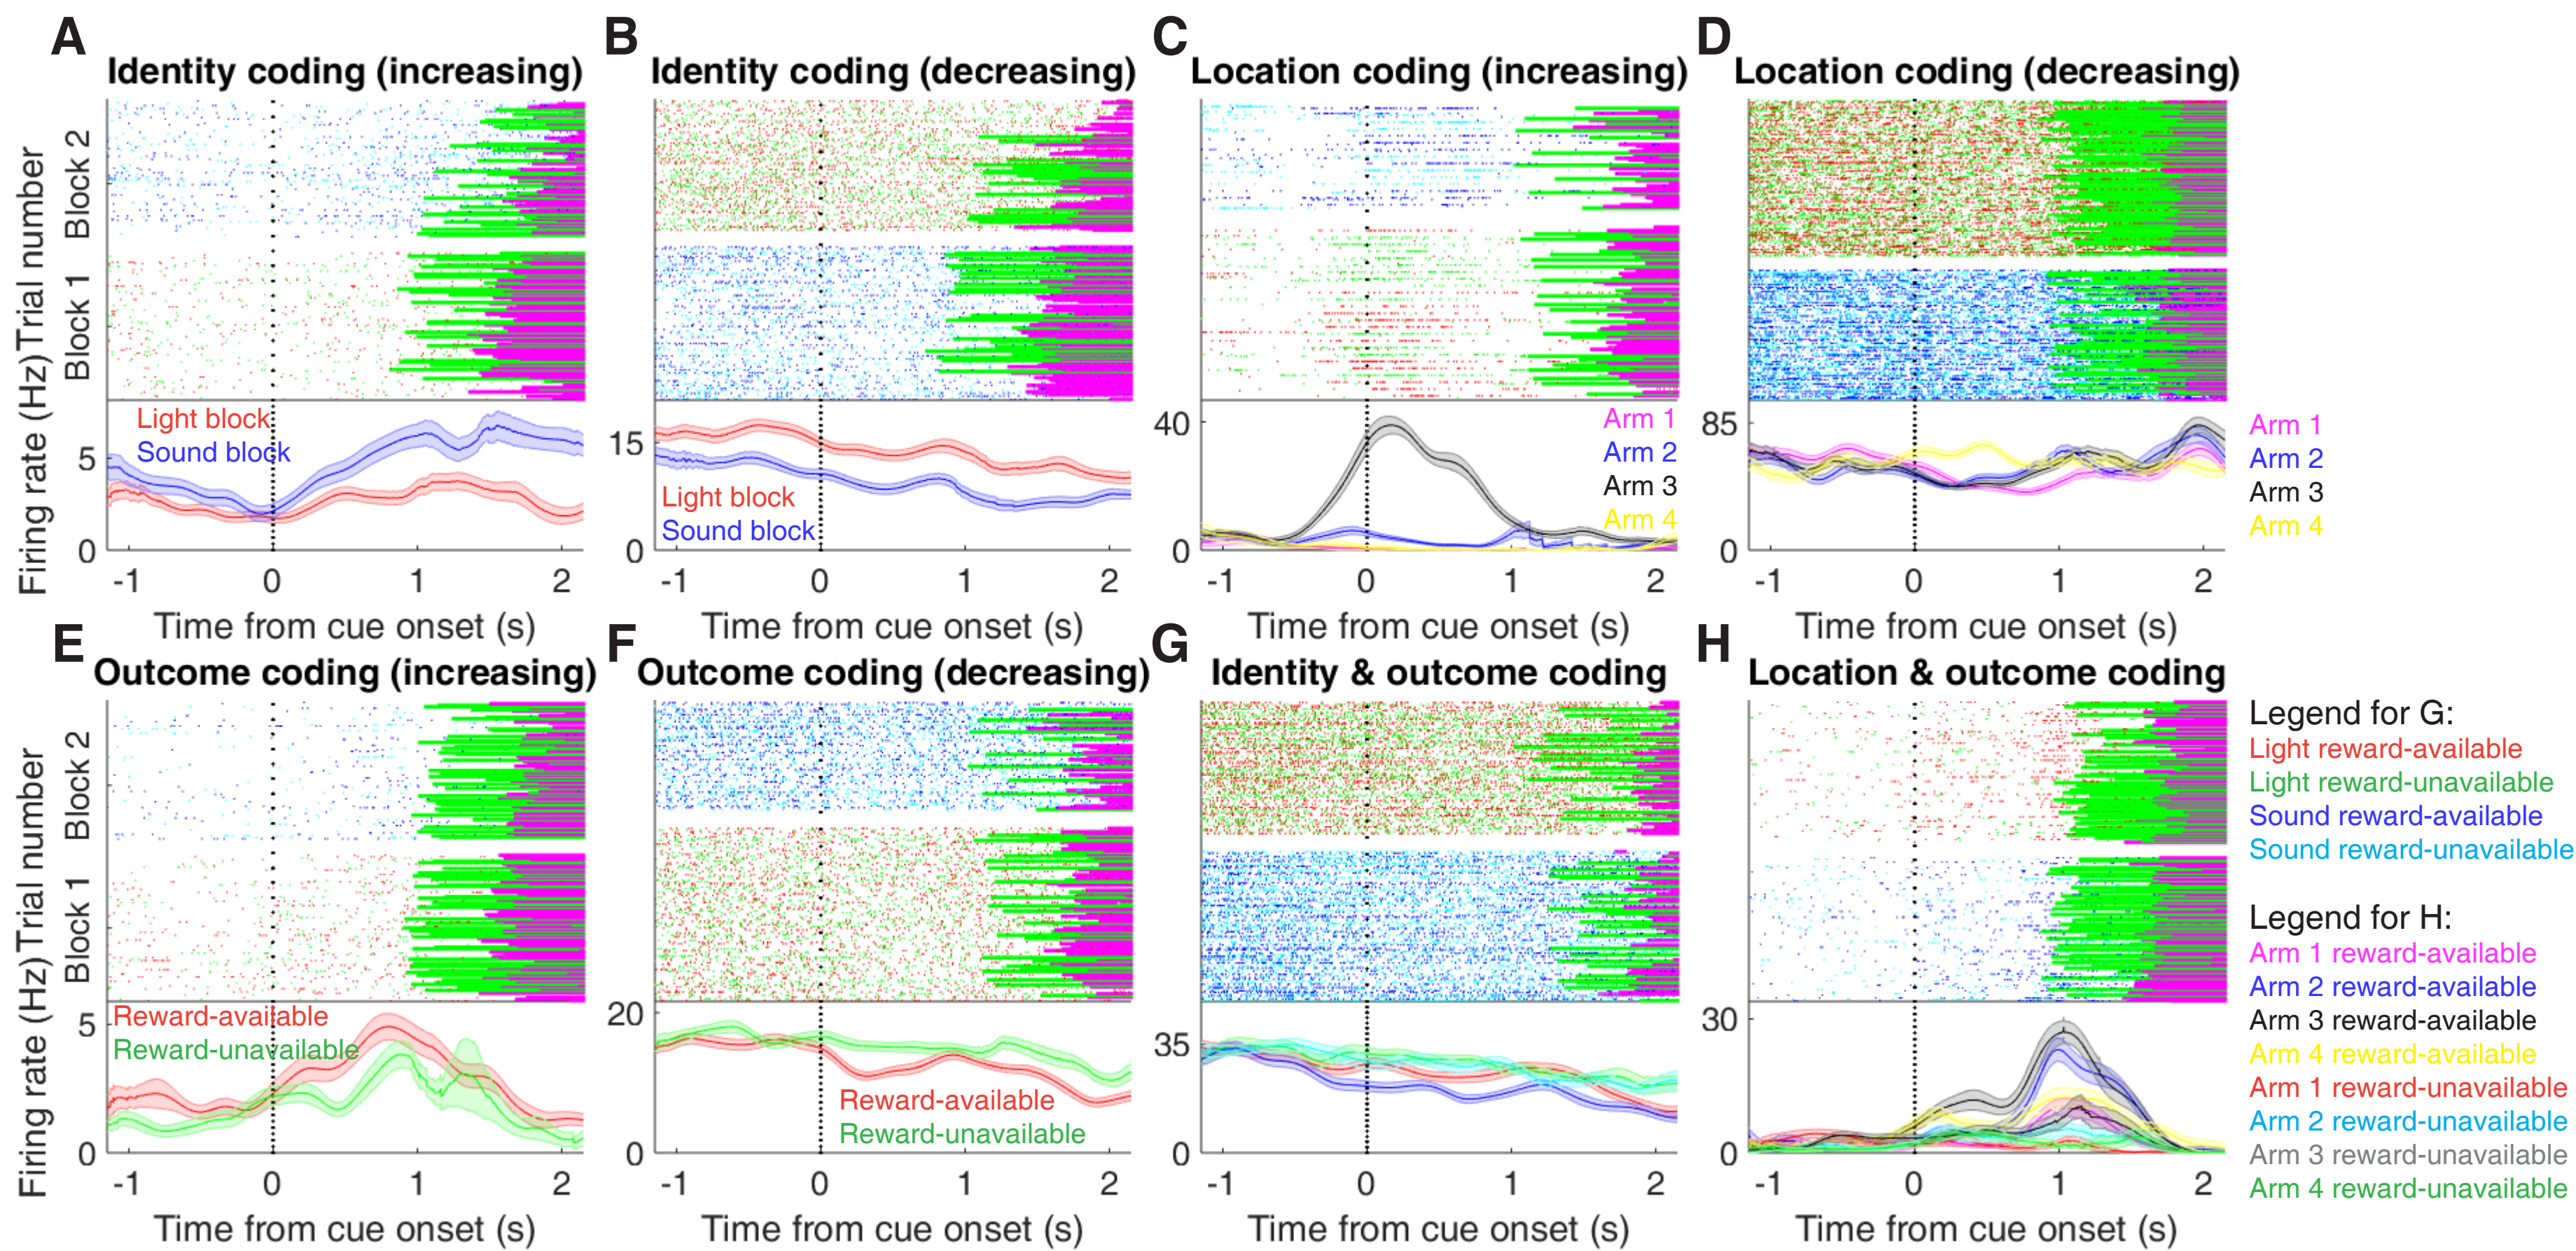 A
Identity coding (increasing)
Trial number
Block 2
Block 1
Firing rate (Hz)
Light block
Sound block
5
0
-1 0 1 2
Time from cue onset (s)
B
Identity coding (decreasing)
15
0
Light block
Sound block
-1 0 1 2
Time from cue onset (s)
C
Location coding (increasing)
40
0
Arm 1
Arm 2
Arm 3
Arm 4
-1 0 1 2
Time from cue onset (s)
D
Location coding (decreasing)
85
0
Arm 1
Arm 2
Arm 3
Arm 4
-1 0 1 2
Time from cue onset (s)
E
Outcome coding (increasing)
Trial number
Block 2
Block 1
Firing rate (Hz)
Reward-available
Reward-unavailable
5
0
-1 0 1 2
Time from cue onset (s)
F
Outcome coding (decreasing)
20
0
Reward-available
Reward-unavailable
-1 0 1 2
Time from cue onset (s)
G
Identity & outcome coding
35
0
-1 0 1 2
Time from cue onset (s)
H
Location & outcome coding
30
0
-1 0 1 2
Time from cue onset (s)
Legend for G:
Light reward-available
Light reward-unavailable
Sound reward-available
Sound reward-unavailable
Legend for H:
Arm 1 reward-available
Arm 2 reward-available
Arm 3 reward-available
Arm 4 reward-available
Arm 1 reward-unavailable
Arm 2 reward-unavailable
Arm 3 reward-unavailable
Arm 4 reward-unavailable